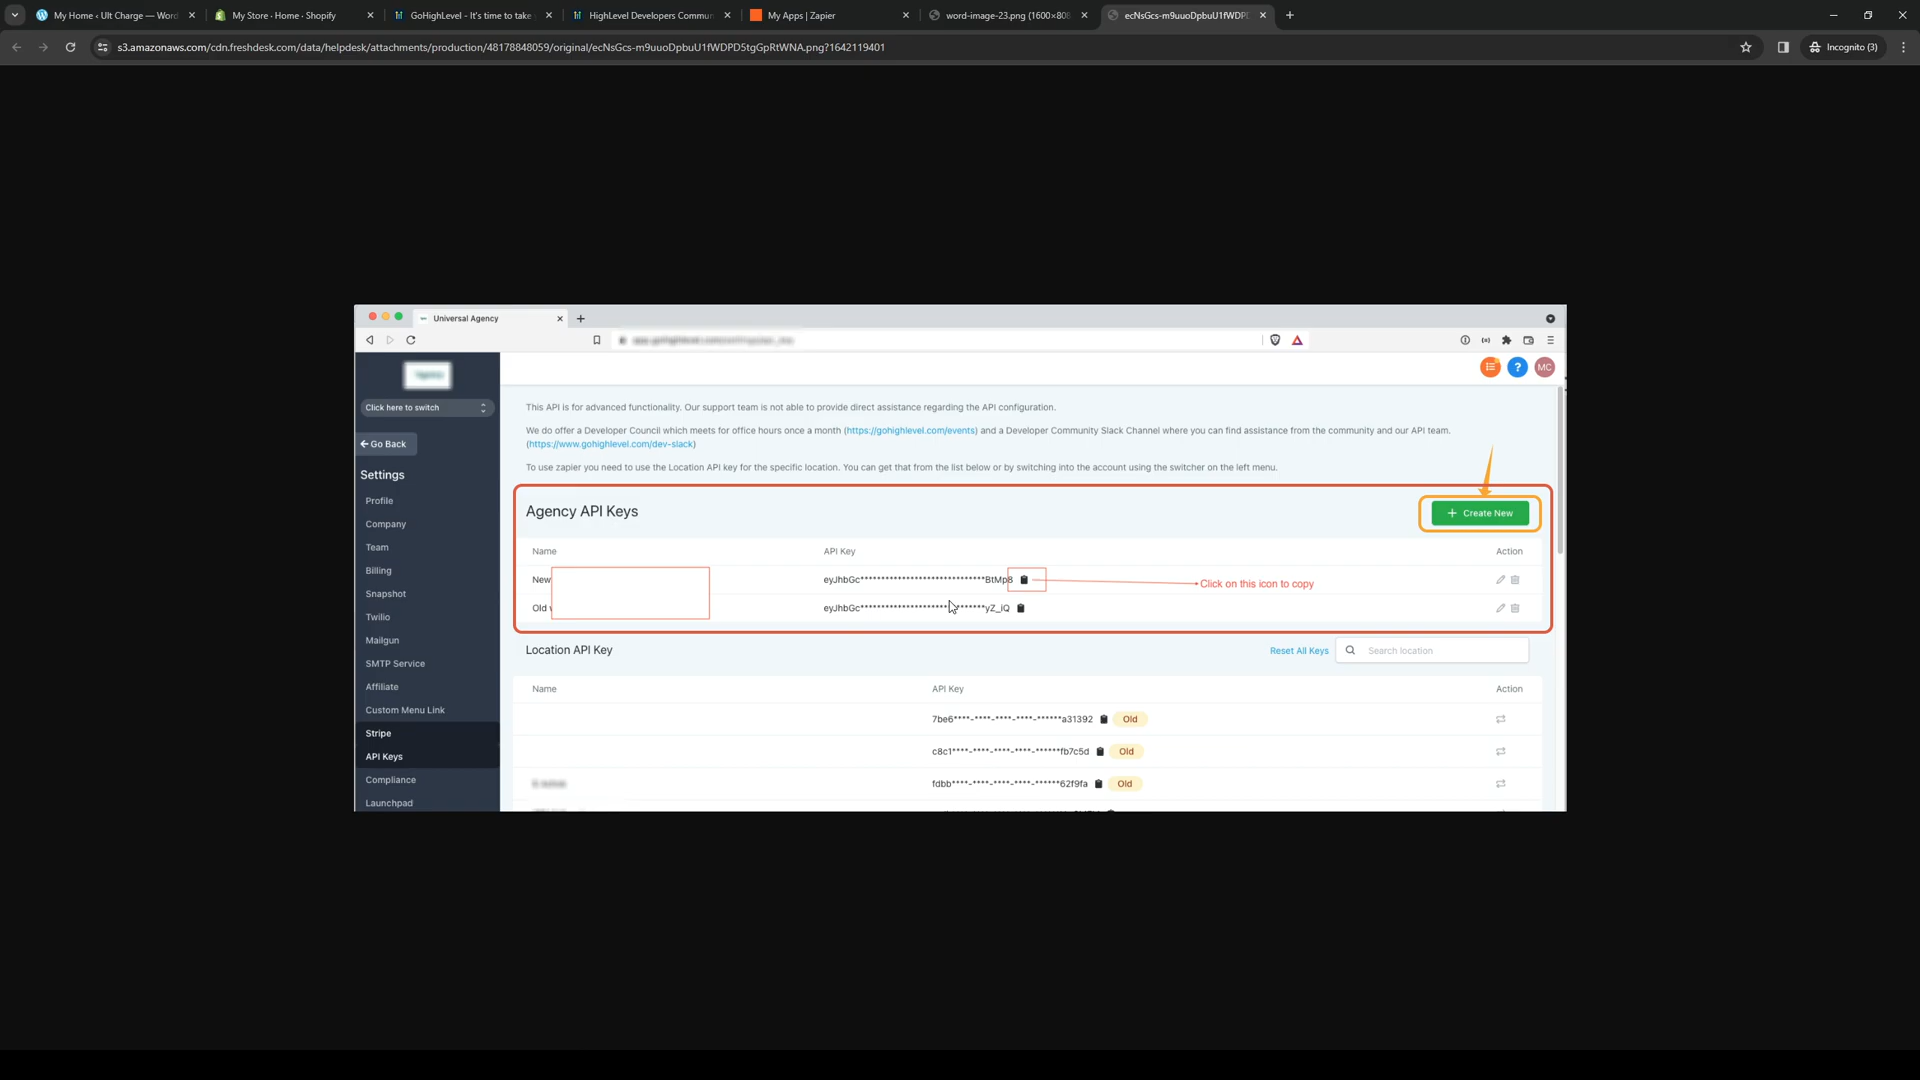 My Home ‹ Ult Charge — Word
My Store · Home · Shopify
GoHighLevel - It's time to take
HighLevel Developers Commun
My Apps | Zapier
word-image-23.png (1600×808
ecNsGcs-m9uuoDpbuU1fWDPD
s3.amazonaws.com/cdn.freshdesk.com/data/helpdesk/attachments/production/48178848059/original/ecNsGcs-m9uuoDpbuU1fWDPD5tgGpRtWNA.png?1642119401
Incognito (3)
Universal Agency
Click here to switch
Go Back
Settings
Profile
Company
Team
Billing
Snapshot
Twilio
Mailgun
SMTP Service
Affiliate
Custom Menu Link
Stripe
API Keys
Compliance
Launchpad
MC
This API is for advanced functionality. Our support team is not able to provide direct assistance regarding the API configuration.
We do offer a Developer Council which meets for office hours once a month (https://gohighlevel.com/events) and a Developer Community Slack Channel where you can find assistance from the community and our API team.
(https://www.gohighlevel.com/dev-slack)
To use zapier you need to use the Location API key for the specific location. You can get that from the list below or by switching into the account using the switcher on the left menu.
Agency API Keys
+ Create New
Name API Key Action
New eyJhbGc******************************BtMp8 Click on this icon to copy
Old eyJhbGc******************************yZ_iQ
Location API Key
Reset All Keys
Search location
Name API Key Action
7be6****-****-****-****-******a31392 Old
c8c1****-****-****-****-******fb7c5d Old
fdbb****-****-****-****-******62f9fa Old